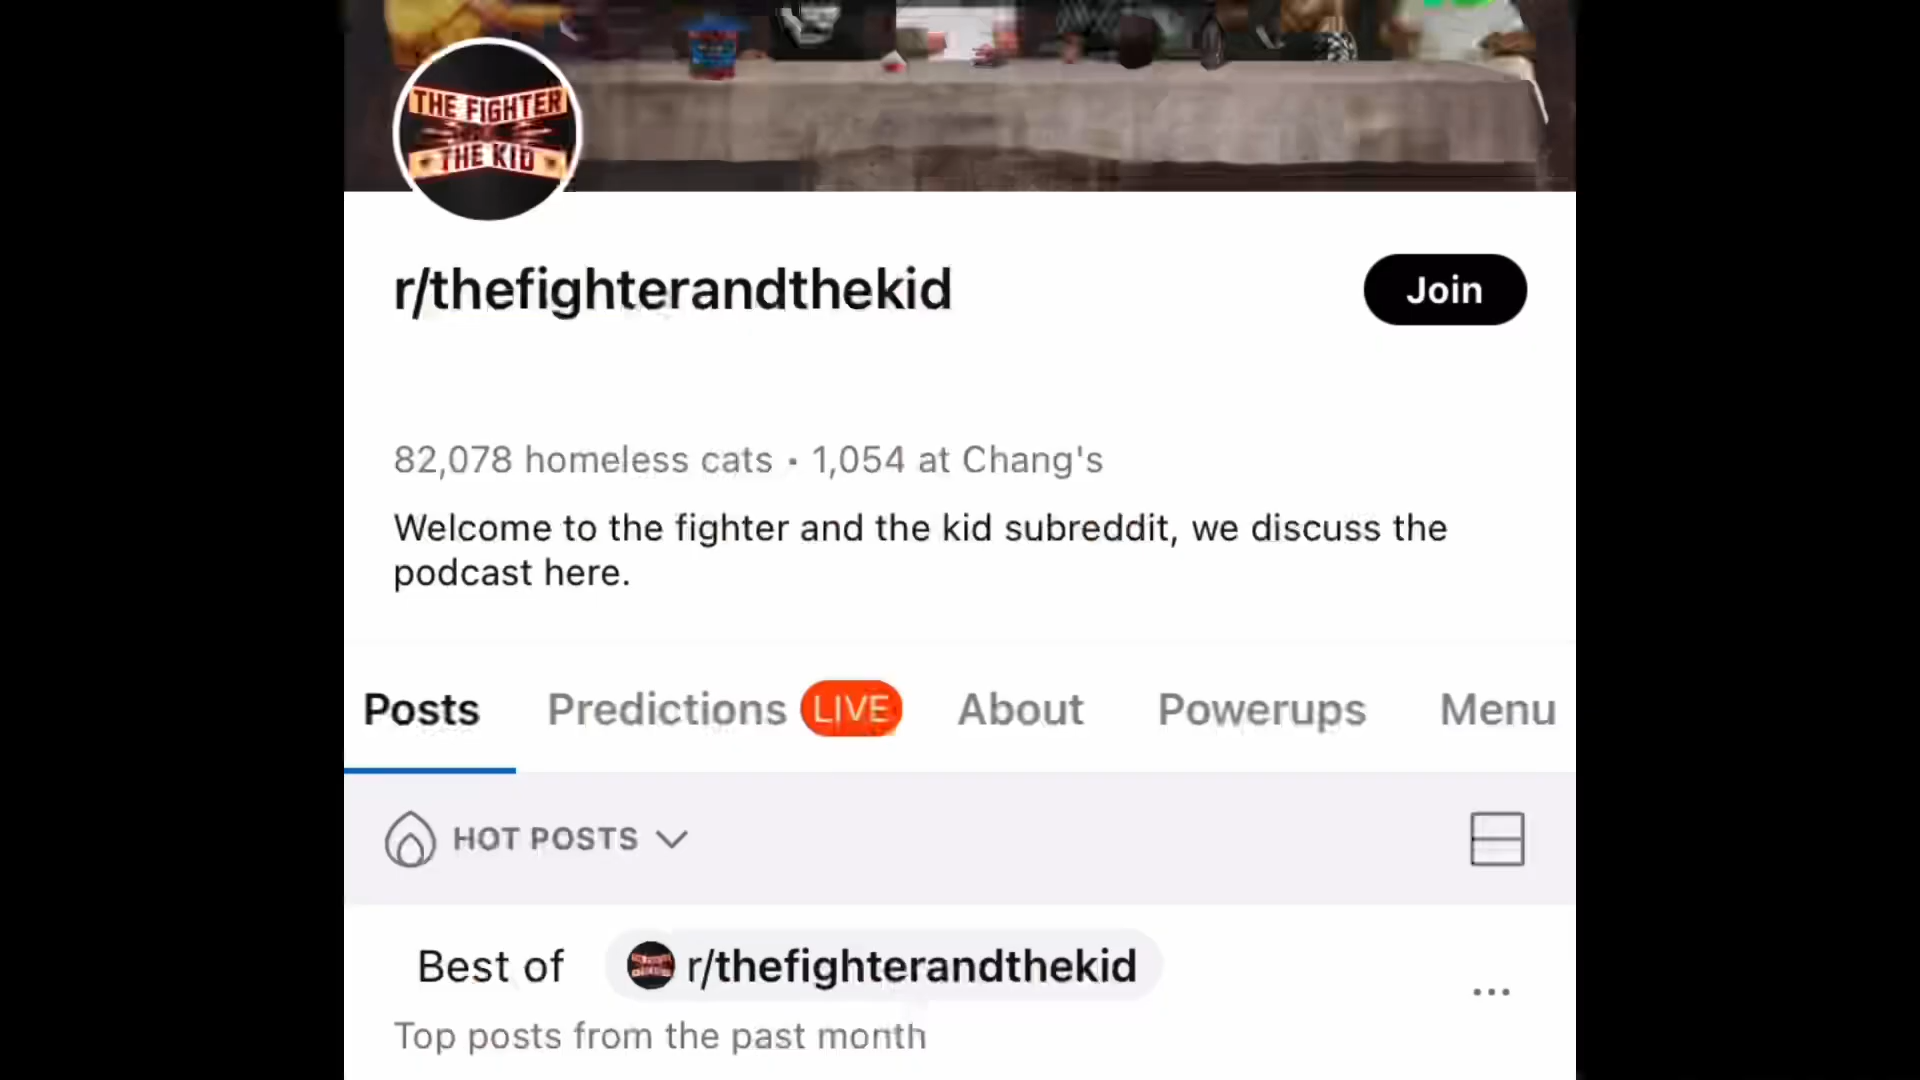 THE FIGHTER
THE KID
r/thefighterandthekid
Join
82,078 homeless cats • 1,054 at Chang's
Welcome to the fighter and the kid subreddit, we discuss the
podcast here.
Posts Predictions LIVE About Powerups Menu
HOT POSTS
Best of r/thefighterandthekid
Top posts from the past month